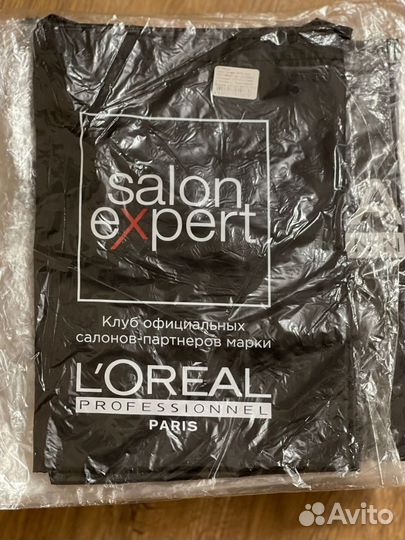 salon
expert
Клуб официальных
салонов-партнеров марки
L'ORÉAL
PROFESSIONNEL
PARIS
Avito